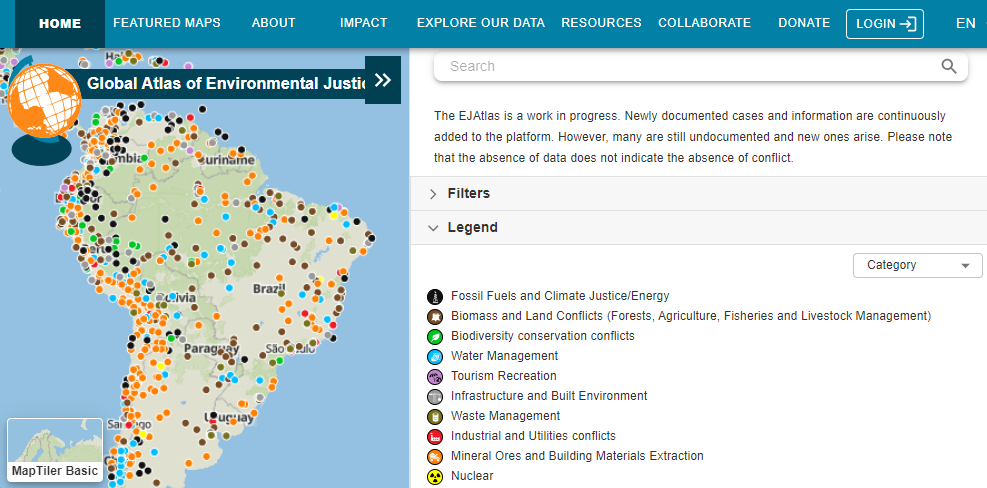 HOME
FEATURED MAPS
ABOUT
IMPACT
EXPLORE OUR DATA
RESOURCES
COLLABORATE
DONATE
LOGIN
EN
Global Atlas of Environmental Justic
Search
The EJAtlas is a work in progress. Newly documented cases and information are continuously
added to the platform. However, many are still undocumented and new ones arise. Please note
that the absence of data does not indicate the absence of conflict.
Filters
Legend
Category
Fossil Fuels and Climate Justice/Energy
Biomass and Land Conflicts (Forests, Agriculture, Fisheries and Livestock Management)
Biodiversity conservation conflicts
Water Management
Tourism Recreation
Infrastructure and Built Environment
Waste Management
Industrial and Utilities conflicts
Mineral Ores and Building Materials Extraction
Nuclear
Suriname
Brazil
Bolivia
Paraguay
Uruguay
MapTiler Basic